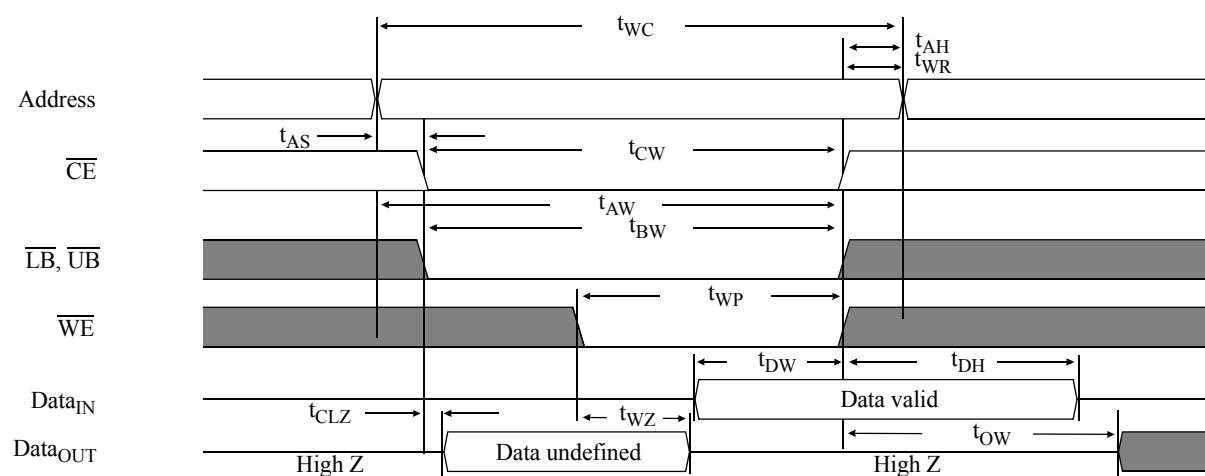 tWC
tAH
tWR
Address
tAS
tCW
CE
tAW
tBW
LB, UB
tWP
WE
tDW
tDH
DataIN
Data valid
tCLZ
tWZ
tOW
DataOUT
High Z
Data undefined
High Z